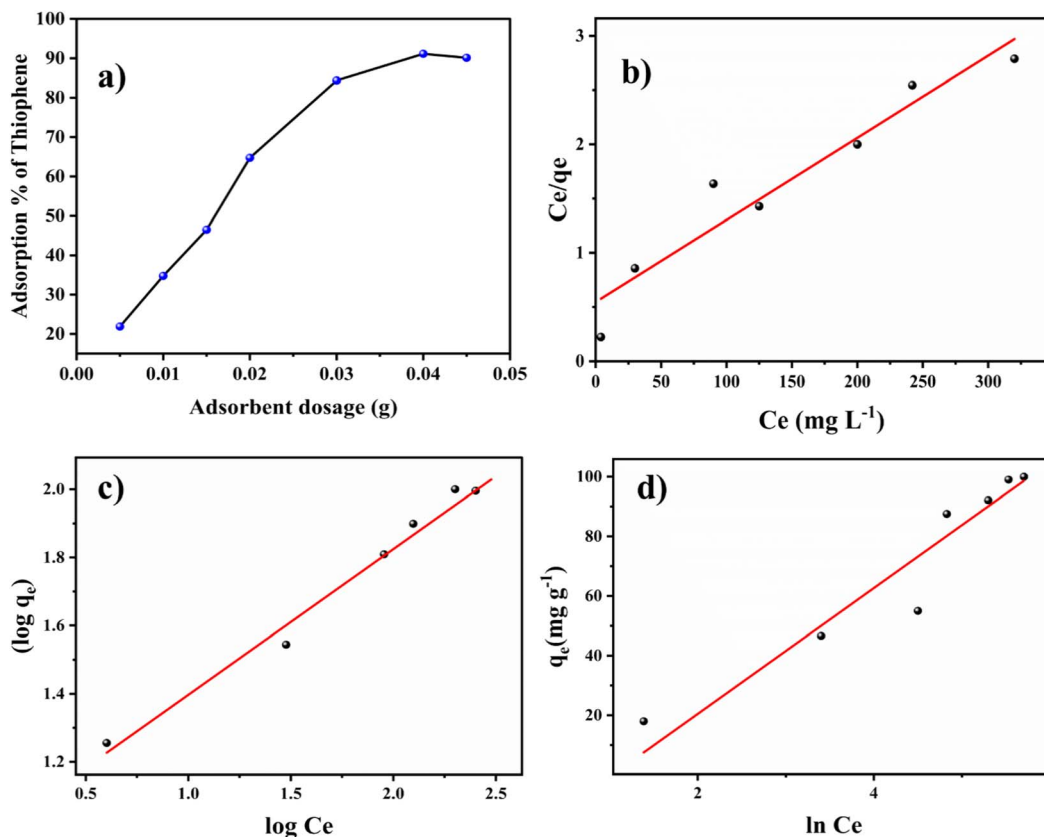 a)
Adsorption % of Thiophene
100
90
80
70
60
50
40
30
20
0.00 0.01 0.02 0.03 0.04 0.05
Adsorbent dosage (g)
b)
Ce/qe
3
2
1
0
0 50 100 150 200 250 300
Ce (mg L⁻¹)
c)
(log qₑ)
2.0
1.8
1.6
1.4
1.2
0.5 1.0 1.5 2.0 2.5
log Ce
d)
qₑ(mg g⁻¹)
100
80
60
40
20
2 4
ln Ce